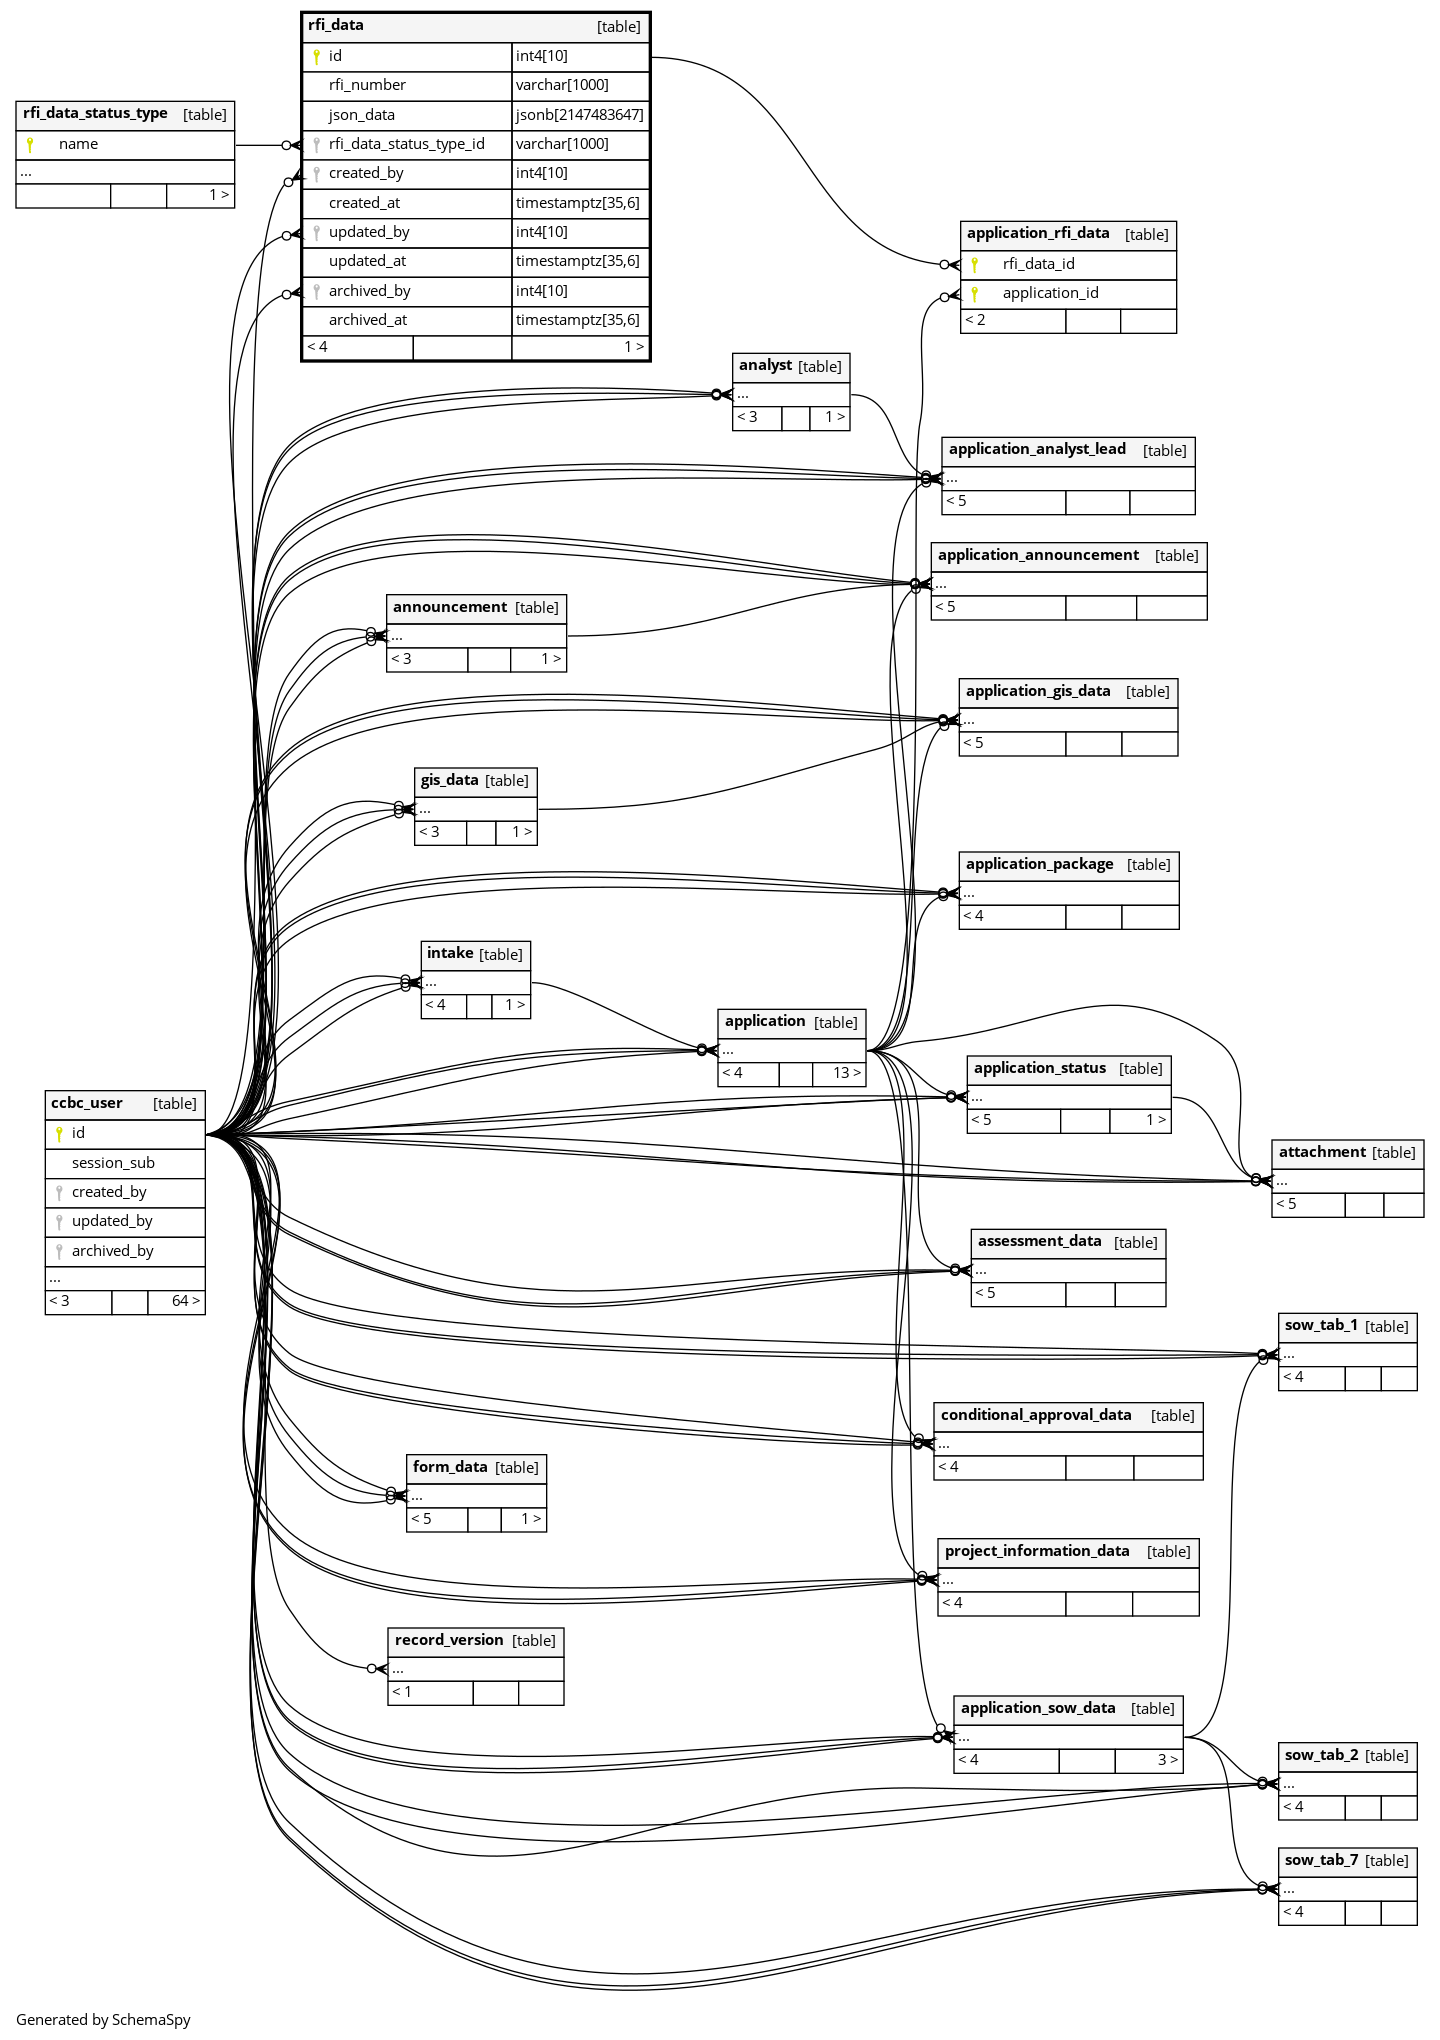 rfi_data [table]
id int4[10]
rfi_number varchar[1000]
json_data jsonb[2147483647]
rfi_data_status_type_id varchar[1000]
created_by int4[10]
created_at timestamptz[35,6]
updated_by int4[10]
updated_at timestamptz[35,6]
archived_by int4[10]
archived_at timestamptz[35,6]
< 4 1 >
rfi_data_status_type [table]
name
...
1 >
application_rfi_data [table]
rfi_data_id
application_id
< 2
analyst [table]
...
< 3 1 >
application_analyst_lead [table]
...
< 5
application_announcement [table]
...
< 5
announcement [table]
...
< 3 1 >
application_gis_data [table]
...
< 5
gis_data [table]
...
< 3 1 >
application_package [table]
...
< 4
intake [table]
...
< 4 1 >
application [table]
...
< 4 13 >
application_status [table]
...
< 5 1 >
ccbc_user [table]
id
session_sub
created_by
updated_by
archived_by
...
< 3 64 >
attachment [table]
...
< 5
assessment_data [table]
...
< 5
sow_tab_1 [table]
...
< 4
conditional_approval_data [table]
...
< 4
form_data [table]
...
< 5 1 >
project_information_data [table]
...
< 4
record_version [table]
...
< 1
application_sow_data [table]
...
< 4 3 >
sow_tab_2 [table]
...
< 4
sow_tab_7 [table]
...
< 4
Generated by SchemaSpy